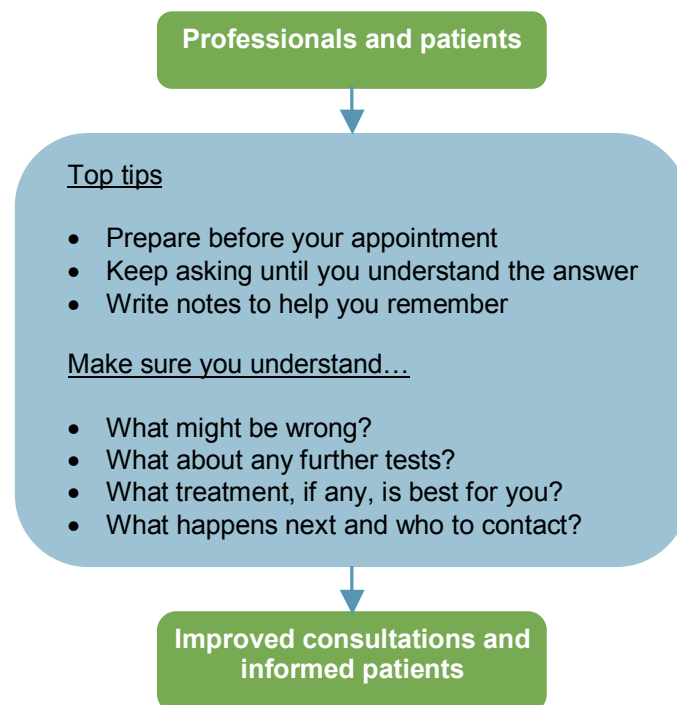 Professionals and patients
Top tips
• Prepare before your appointment
• Keep asking until you understand the answer
• Write notes to help you remember
Make sure you understand…
• What might be wrong?
• What about any further tests?
• What treatment, if any, is best for you?
• What happens next and who to contact?
Improved consultations and
informed patients